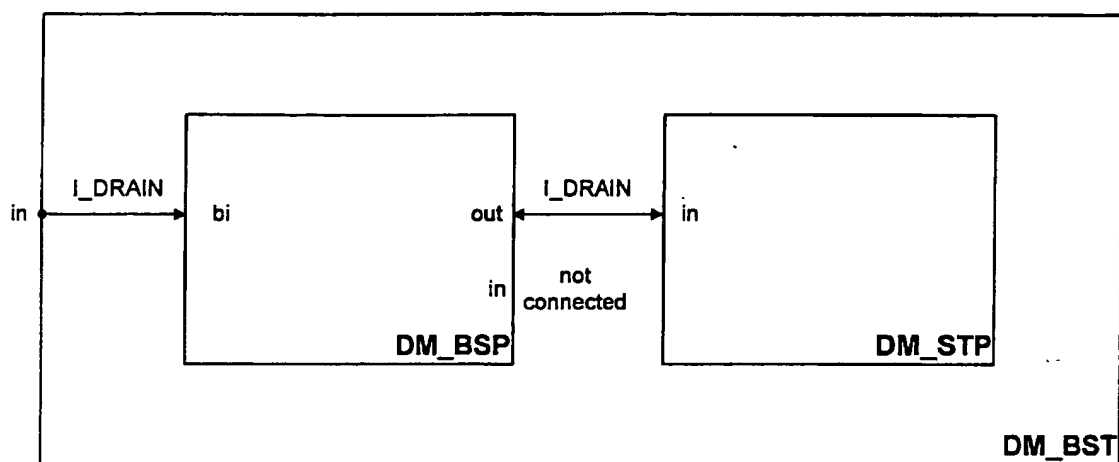 I_DRAIN
I_DRAIN
in
bi
out
in
in
not
connected
DM_BSP
DM_STP
DM_BST